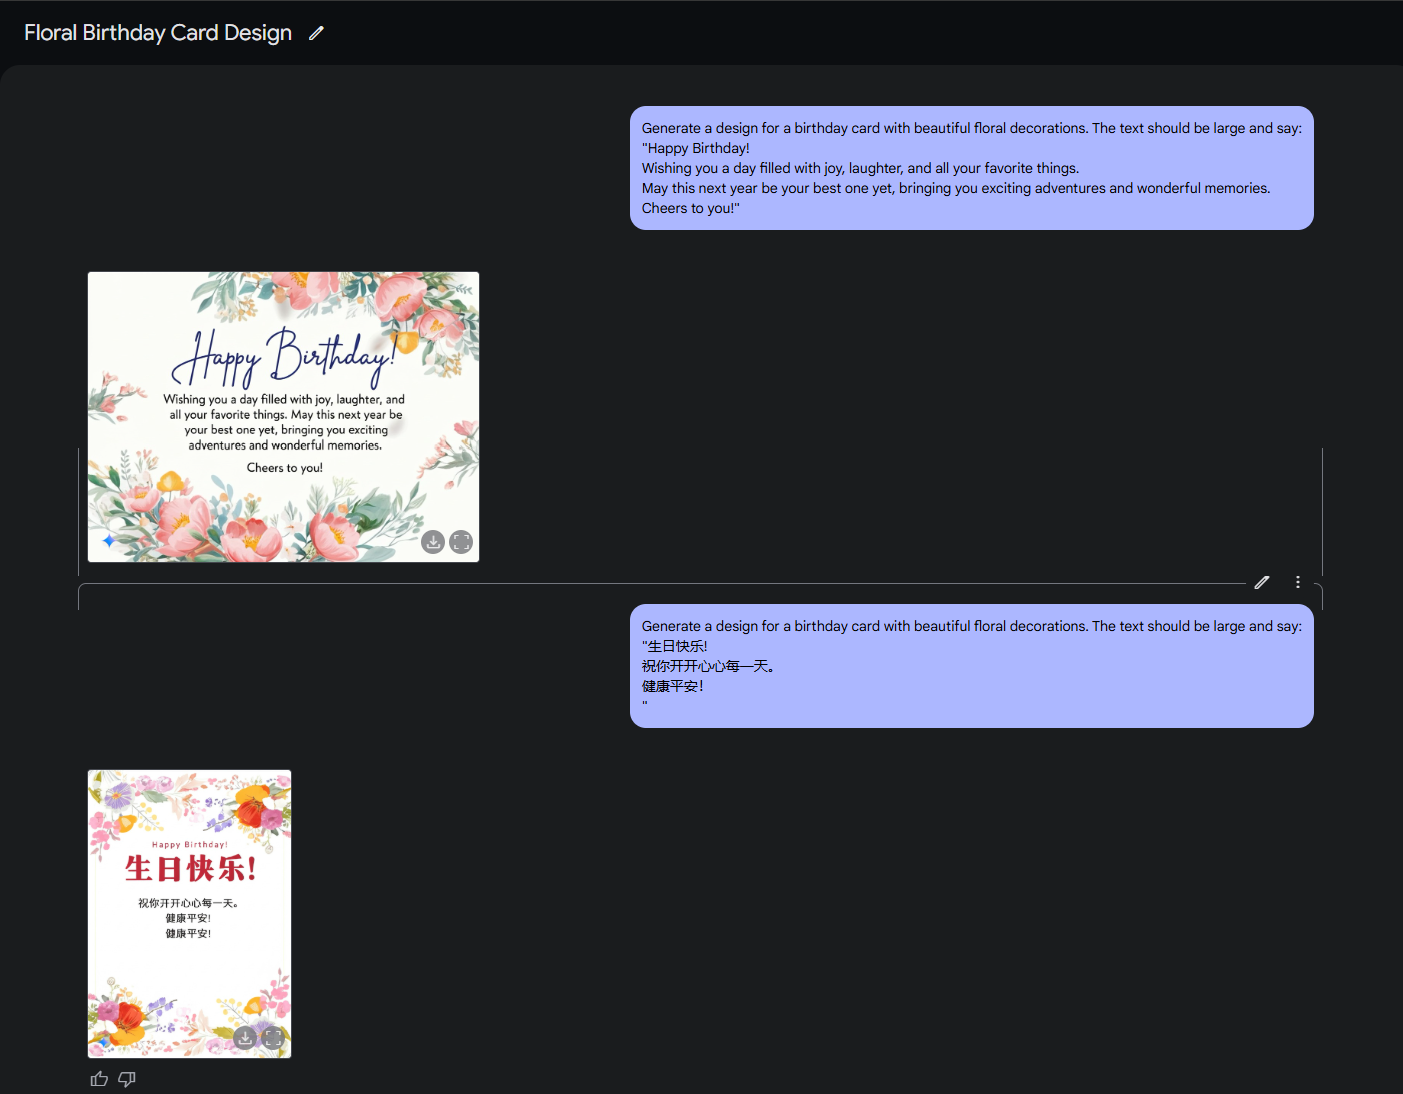 Floral Birthday Card Design
Generate a design for a birthday card with beautiful floral decorations. The text should be large and say:
"Happy Birthday!
Wishing you a day filled with joy, laughter, and all your favorite things.
May this next year be your best one yet, bringing you exciting adventures and wonderful memories.
Cheers to you!"
Happy Birthday!
Wishing you a day filled with joy, laughter, and
all your favorite things. May this next year be
your best one yet, bringing you exciting
adventures and wonderful memories.
Cheers to you!
Generate a design for a birthday card with beautiful floral decorations. The text should be large and say:
"生日快乐!
祝你开开心心每一天。
健康平安!
"
Happy Birthday!
生日快乐!
祝你开开心心每一天。
健康平安!
健康平安!